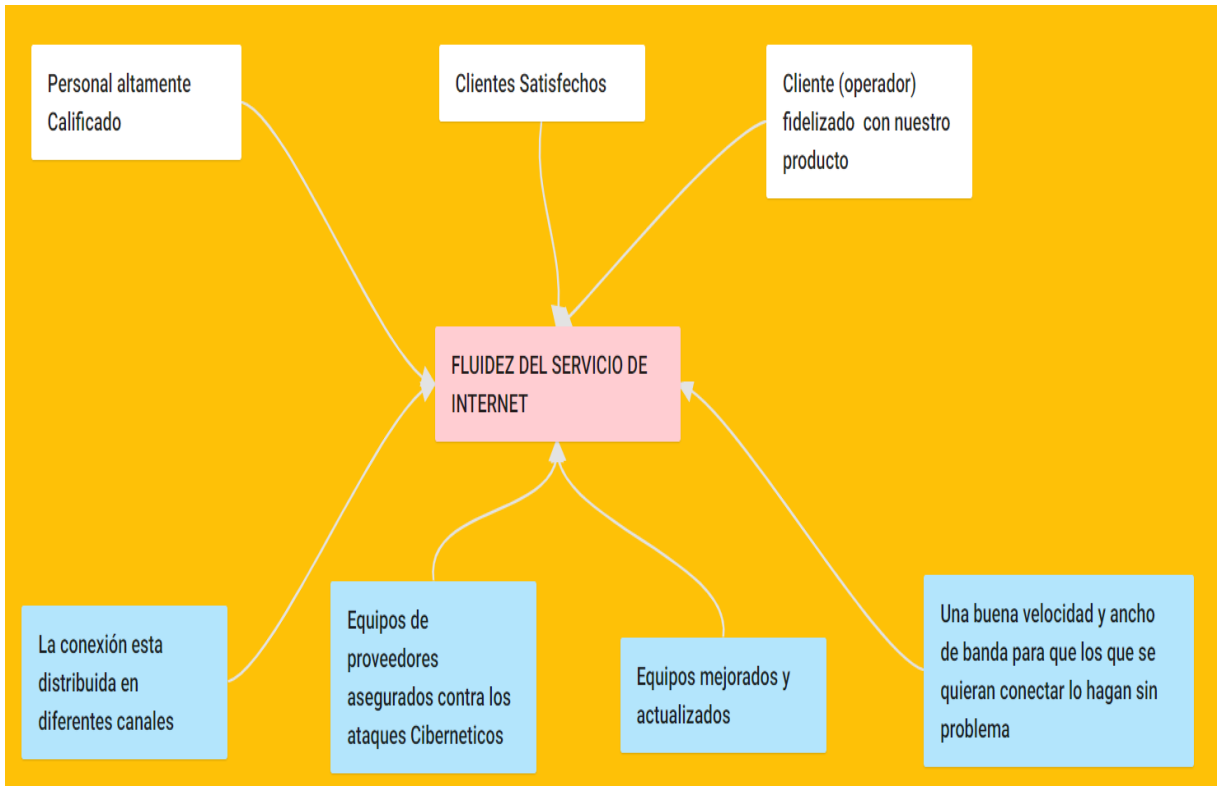 Personal altamente
Calificado
Clientes Satisfechos
Cliente (operador)
fidelizado con nuestro
producto
FLUIDEZ DEL SERVICIO DE
INTERNET
La conexión esta
distribuida en
diferentes canales
Equipos de
proveedores
asegurados contra los
ataques Ciberneticos
Equipos mejorados y
actualizados
Una buena velocidad y ancho
de banda para que los que se
quieran conectar lo hagan sin
problema